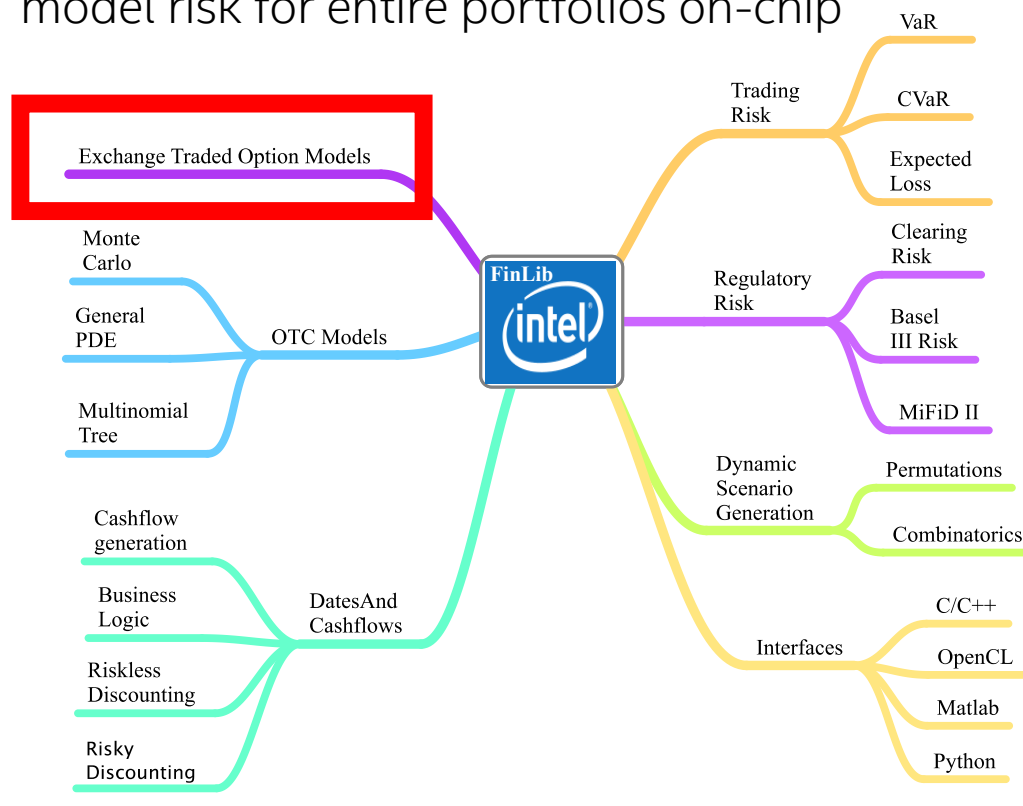 model risk for entire portfolios on-chip
Exchange Traded Option Models
Monte
Carlo
General
PDE
Multinomial
Tree
OTC Models
Cashflow
generation
Business
Logic
Riskless
Discounting
Risky
Discounting
DatesAnd
Cashflows
FinLib
intel
Trading
Risk
VaR
CVaR
Expected
Loss
Regulatory
Risk
Clearing
Risk
Basel
III Risk
MiFiD II
Dynamic
Scenario
Generation
Permutations
Combinatorics
Interfaces
C/C++
OpenCL
Matlab
Python